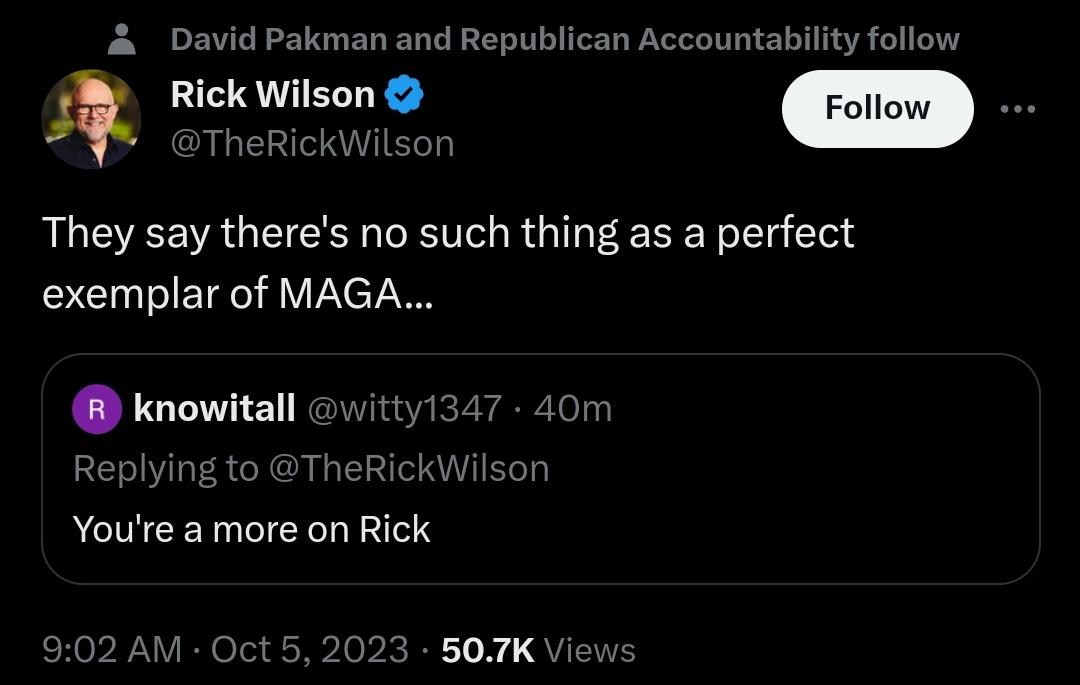 David Pakman and Republican Accountability follow
Rick Wilson
@TheRickWilson
Follow
They say there's no such thing as a perfect
exemplar of MAGA...
R
knowitall @witty1347 · 40m
Replying to @TheRickWilson
You're a more on Rick
9:02 AM · Oct 5, 2023 · 50.7K Views